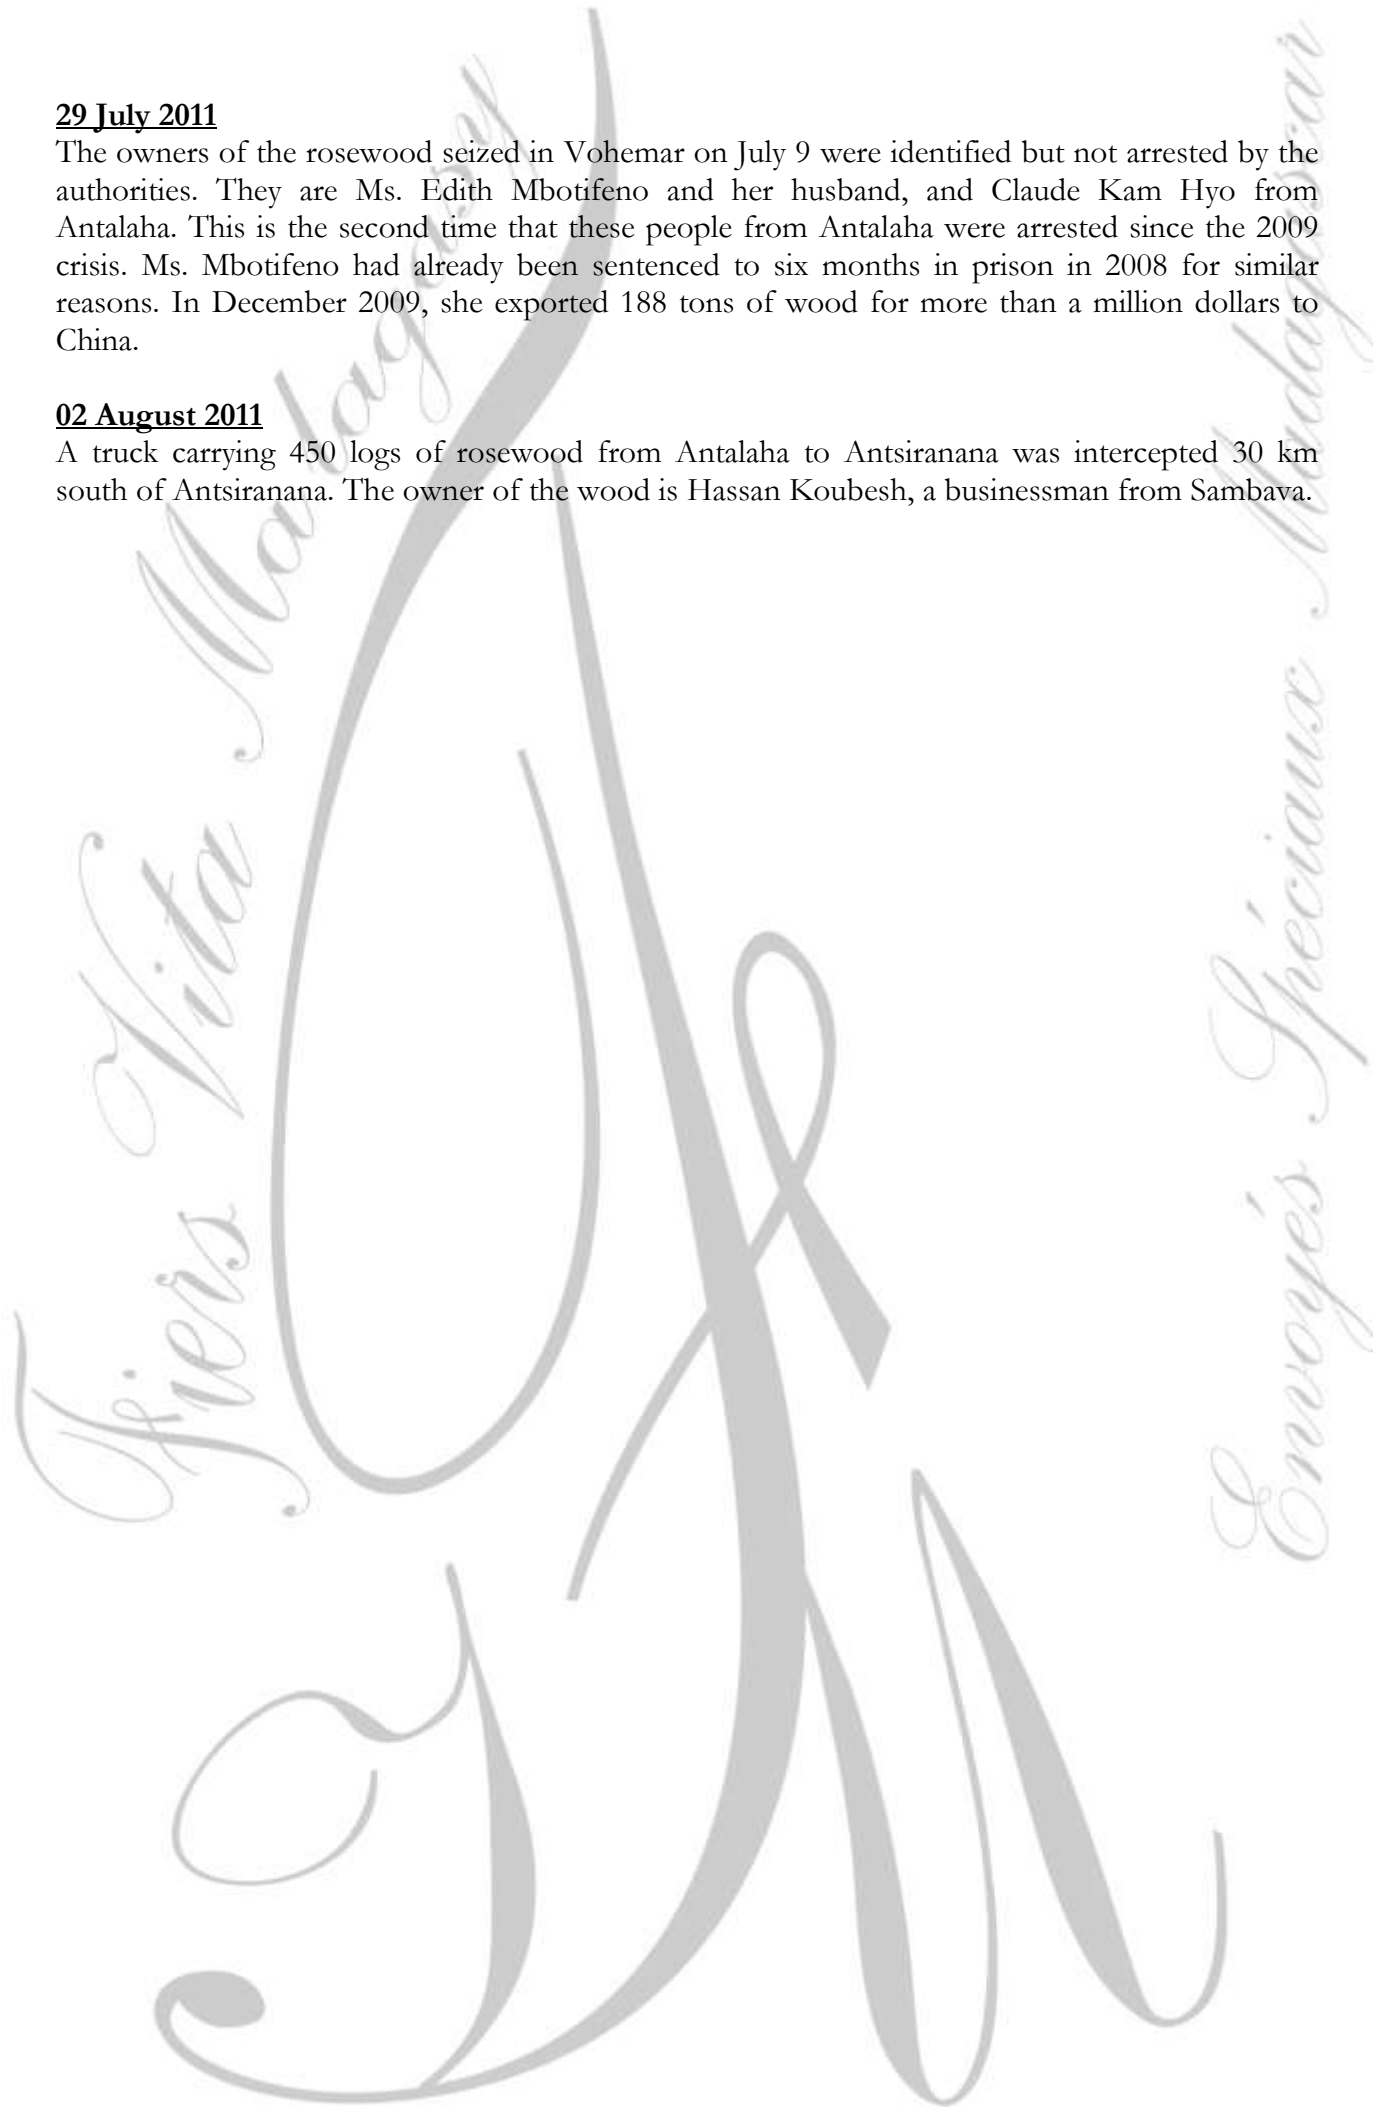 29 July 2011
The owners of the rosewood seized in Vohemar on July 9 were identified but not arrested by the
authorities. They are Ms. Edith Mbotifeno and her husband, and Claude Kam Hyo from
Antalaha. This is the second time that these people from Antalaha were arrested since the 2009
crisis. Ms. Mbotifeno had already been sentenced to six months in prison in 2008 for similar
reasons. In December 2009, she exported 188 tons of wood for more than a million dollars to
China.
02 August 2011
A truck carrying 450 logs of rosewood from Antalaha to Antsiranana was intercepted 30 km
south of Antsiranana. The owner of the wood is Hassan Koubesh, a businessman from Sambava.
Fiers Vita Malagasy
Envoyés Spéciaux Madagascar